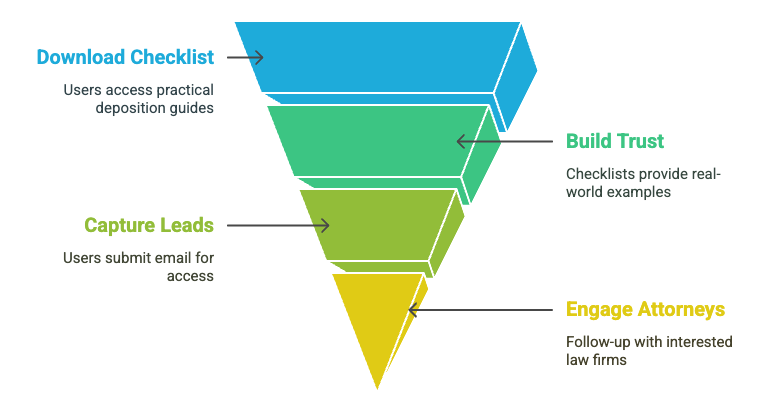 Download Checklist
Users access practical
deposition guides
Build Trust
Checklists provide real-
world examples
Capture Leads
Users submit email for
access
Engage Attorneys
Follow-up with interested
law firms